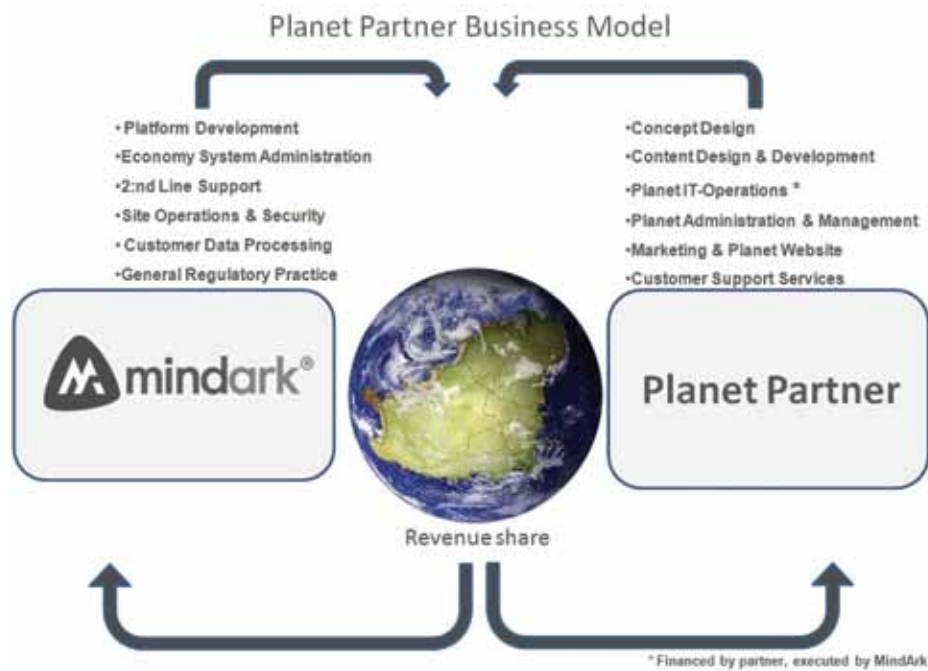 Planet Partner Business Model
• Platform Development
• Economy System Administration
• 2:nd Line Support
• Site Operations & Security
• Customer Data Processing
• General Regulatory Practice
•Concept Design
•Content Design & Development
•Planet IT-Operations *
•Planet Administration & Management
•Marketing & Planet Website
•Customer Support Services
mindark®
Planet Partner
Revenue share
* Financed by partner, executed by MindArk